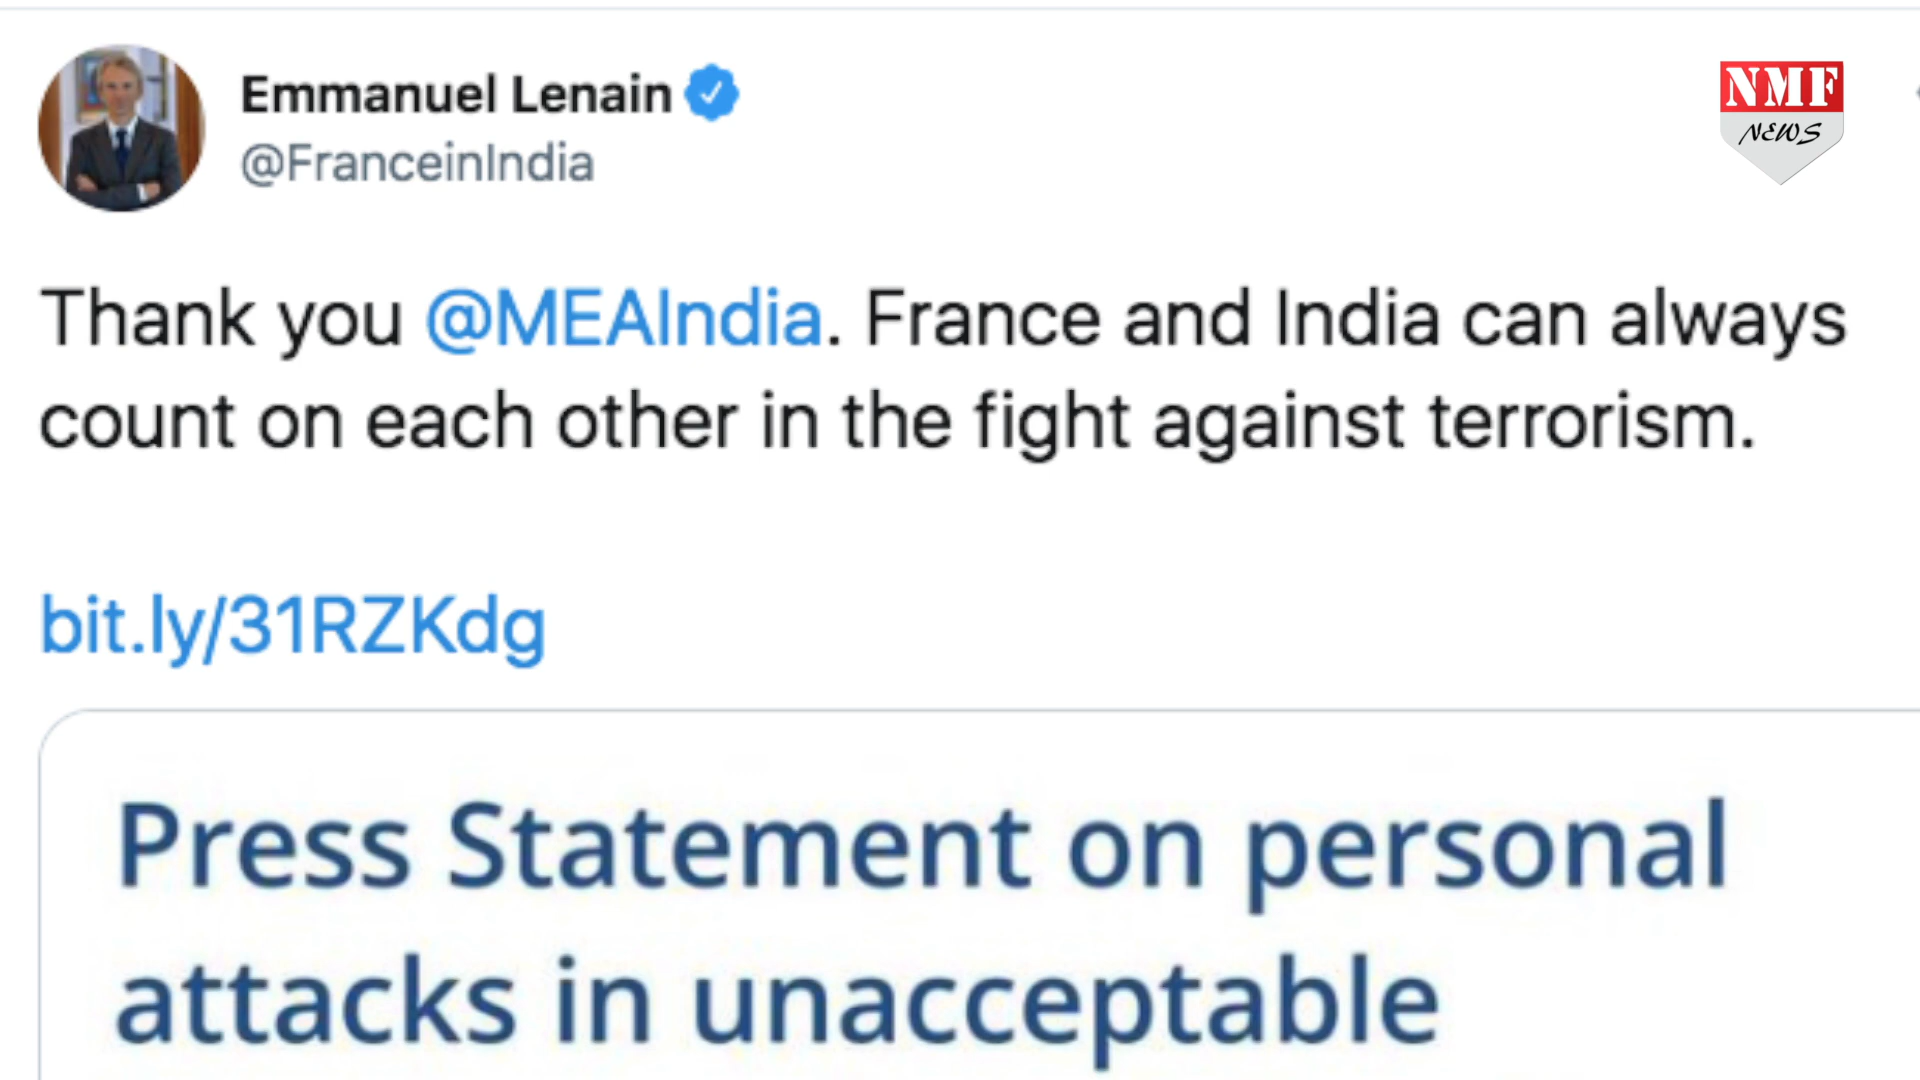 Emmanuel Lenain
@FranceinIndia
NMF
NEWS
Thank you @MEAIndia. France and India can always
count on each other in the fight against terrorism.
bit.ly/31RZKdg
Press Statement on personal
attacks in unacceptable